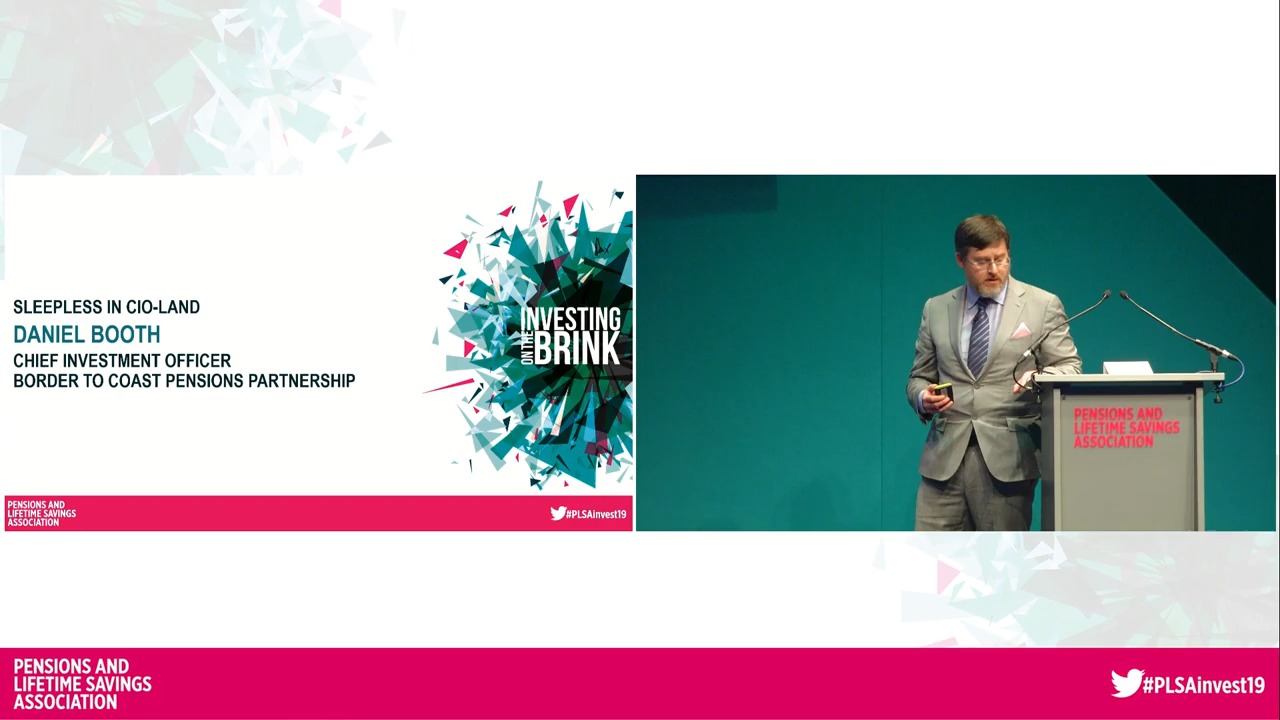 SLEEPLESS IN CIO-LAND
DANIEL BOOTH
CHIEF INVESTMENT OFFICER
BORDER TO COAST PENSIONS PARTNERSHIP
INVESTING
ON THE
BRINK
PENSIONS AND
LIFETIME SAVINGS
ASSOCIATION
#PLSAinvest19
PENSIONS AND
LIFETIME SAVINGS
ASSOCIATION
PENSIONS AND
LIFETIME SAVINGS
ASSOCIATION
#PLSAinvest19